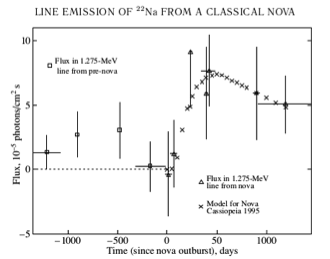 LINE EMISSION OF ²²Na FROM A CLASSICAL NOVA
10
Flux in 1.275-MeV
line from pre-nova
5
0
Flux in 1.275-MeV
line from nova
Model for Nova
Cassiopeia 1995
−5
Flux, 10⁻⁵ photons/cm² s
−1000 −500 0 500 1000
Time (since nova outburst), days